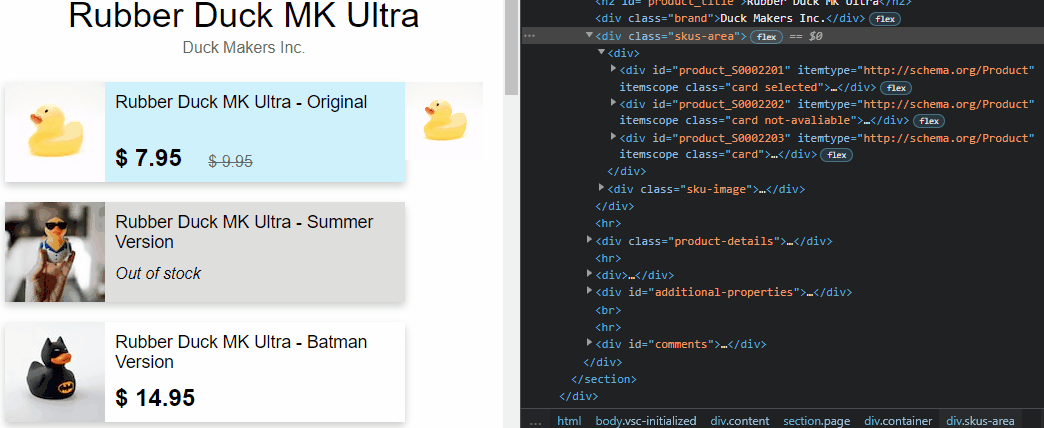 Rubber Duck MK Ultra
Duck Makers Inc.
Rubber Duck MK Ultra - Original
$ 7.95 $ 9.95
Rubber Duck MK Ultra - Summer
Version
Out of stock
Rubber Duck MK Ultra - Batman
Version
$ 14.95
<h2 id="product_title">Rubber Duck MK Ultra</h2>
<div class="brand">Duck Makers Inc.</div> flex
... <div class="skus-area"> flex == $0
<div>
<div id="product_S0002201" itemtype="http://schema.org/Product"
itemscope class="card selected">…</div> flex
<div id="product_S0002202" itemtype="http://schema.org/Product"
itemscope class="card not-avaliable">…</div> flex
<div id="product_S0002203" itemtype="http://schema.org/Product"
itemscope class="card">…</div> flex
</div>
<div class="sku-image">…</div>
</div>
<hr>
<div class="product-details">…</div>
<hr>
<div>…</div>
<div id="additional-properties">…</div>
<br>
<hr>
<div id="comments">…</div>
</div>
</section>
</div>
... html body.vsc-initialized div.content section.page div.container div.skus-area